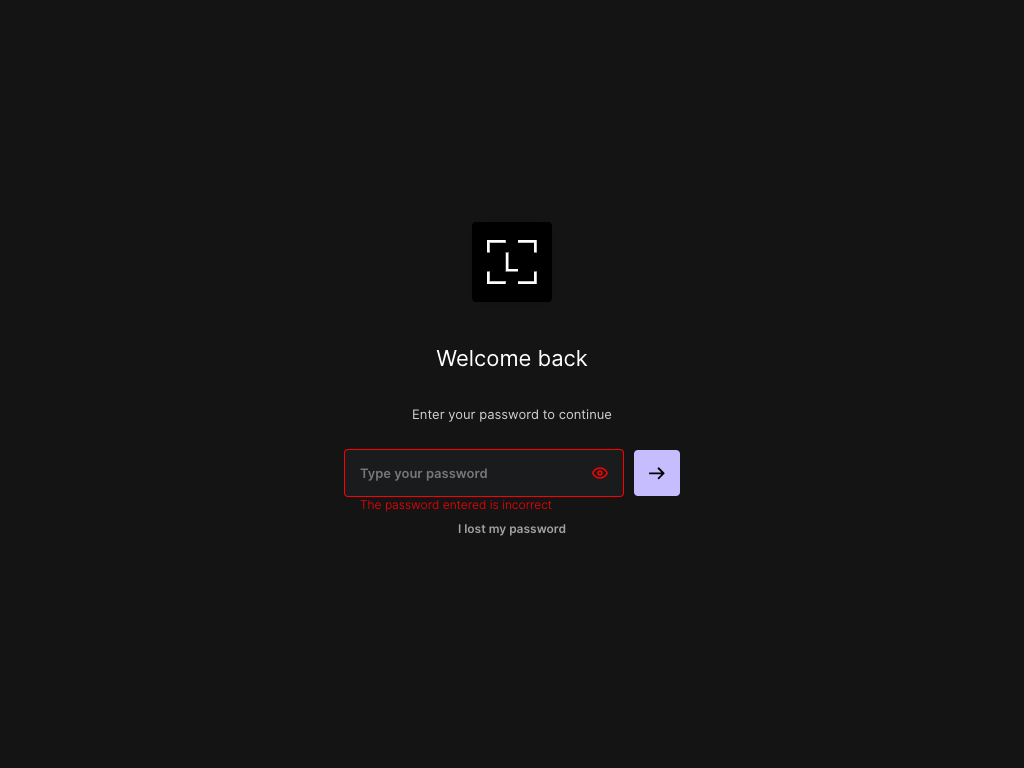 L
Welcome back
Enter your password to continue
Type your password
The password entered is incorrect
I lost my password